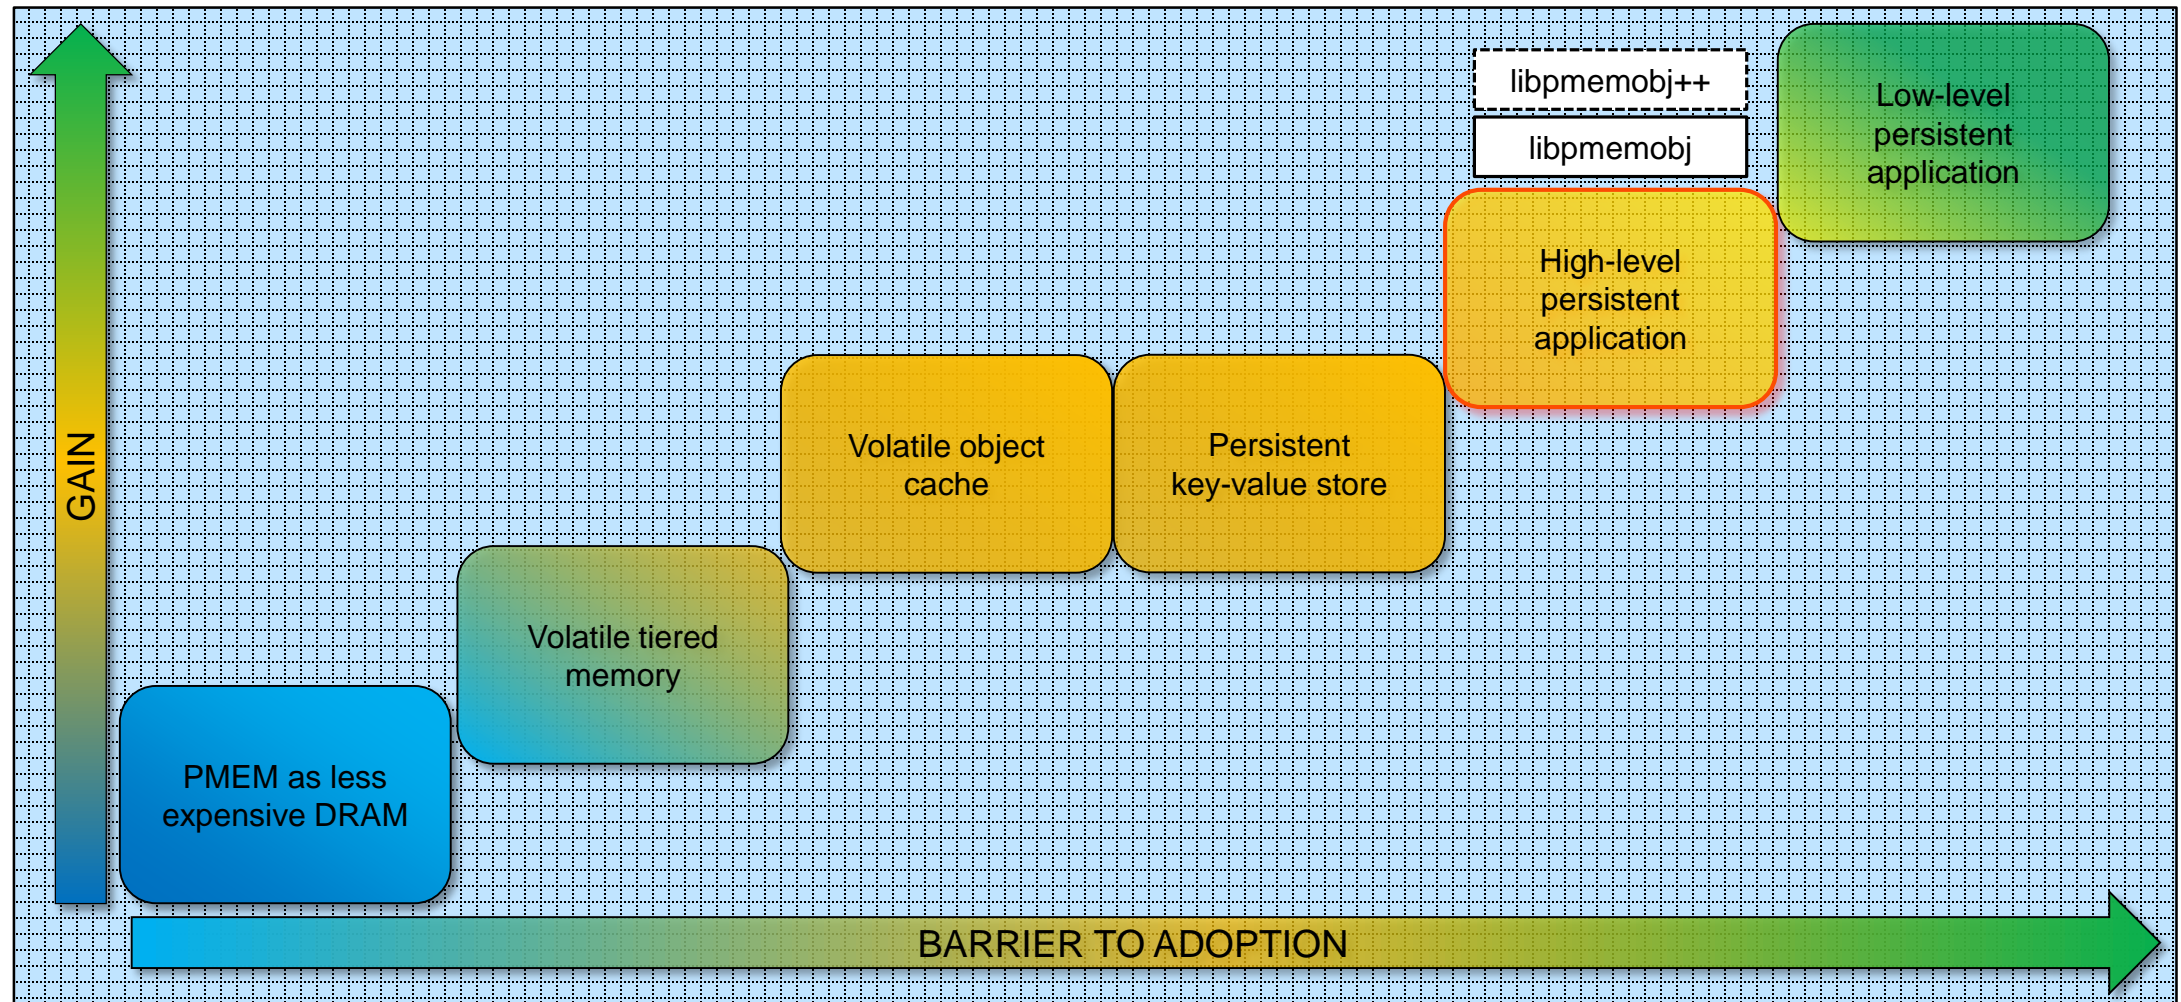 libpmemobj++
libpmemobj
Low-level
persistent
application
High-level
persistent
application
GAIN
Volatile object
cache
Persistent
key-value store
Volatile tiered
memory
PMEM as less
expensive DRAM
BARRIER TO ADOPTION